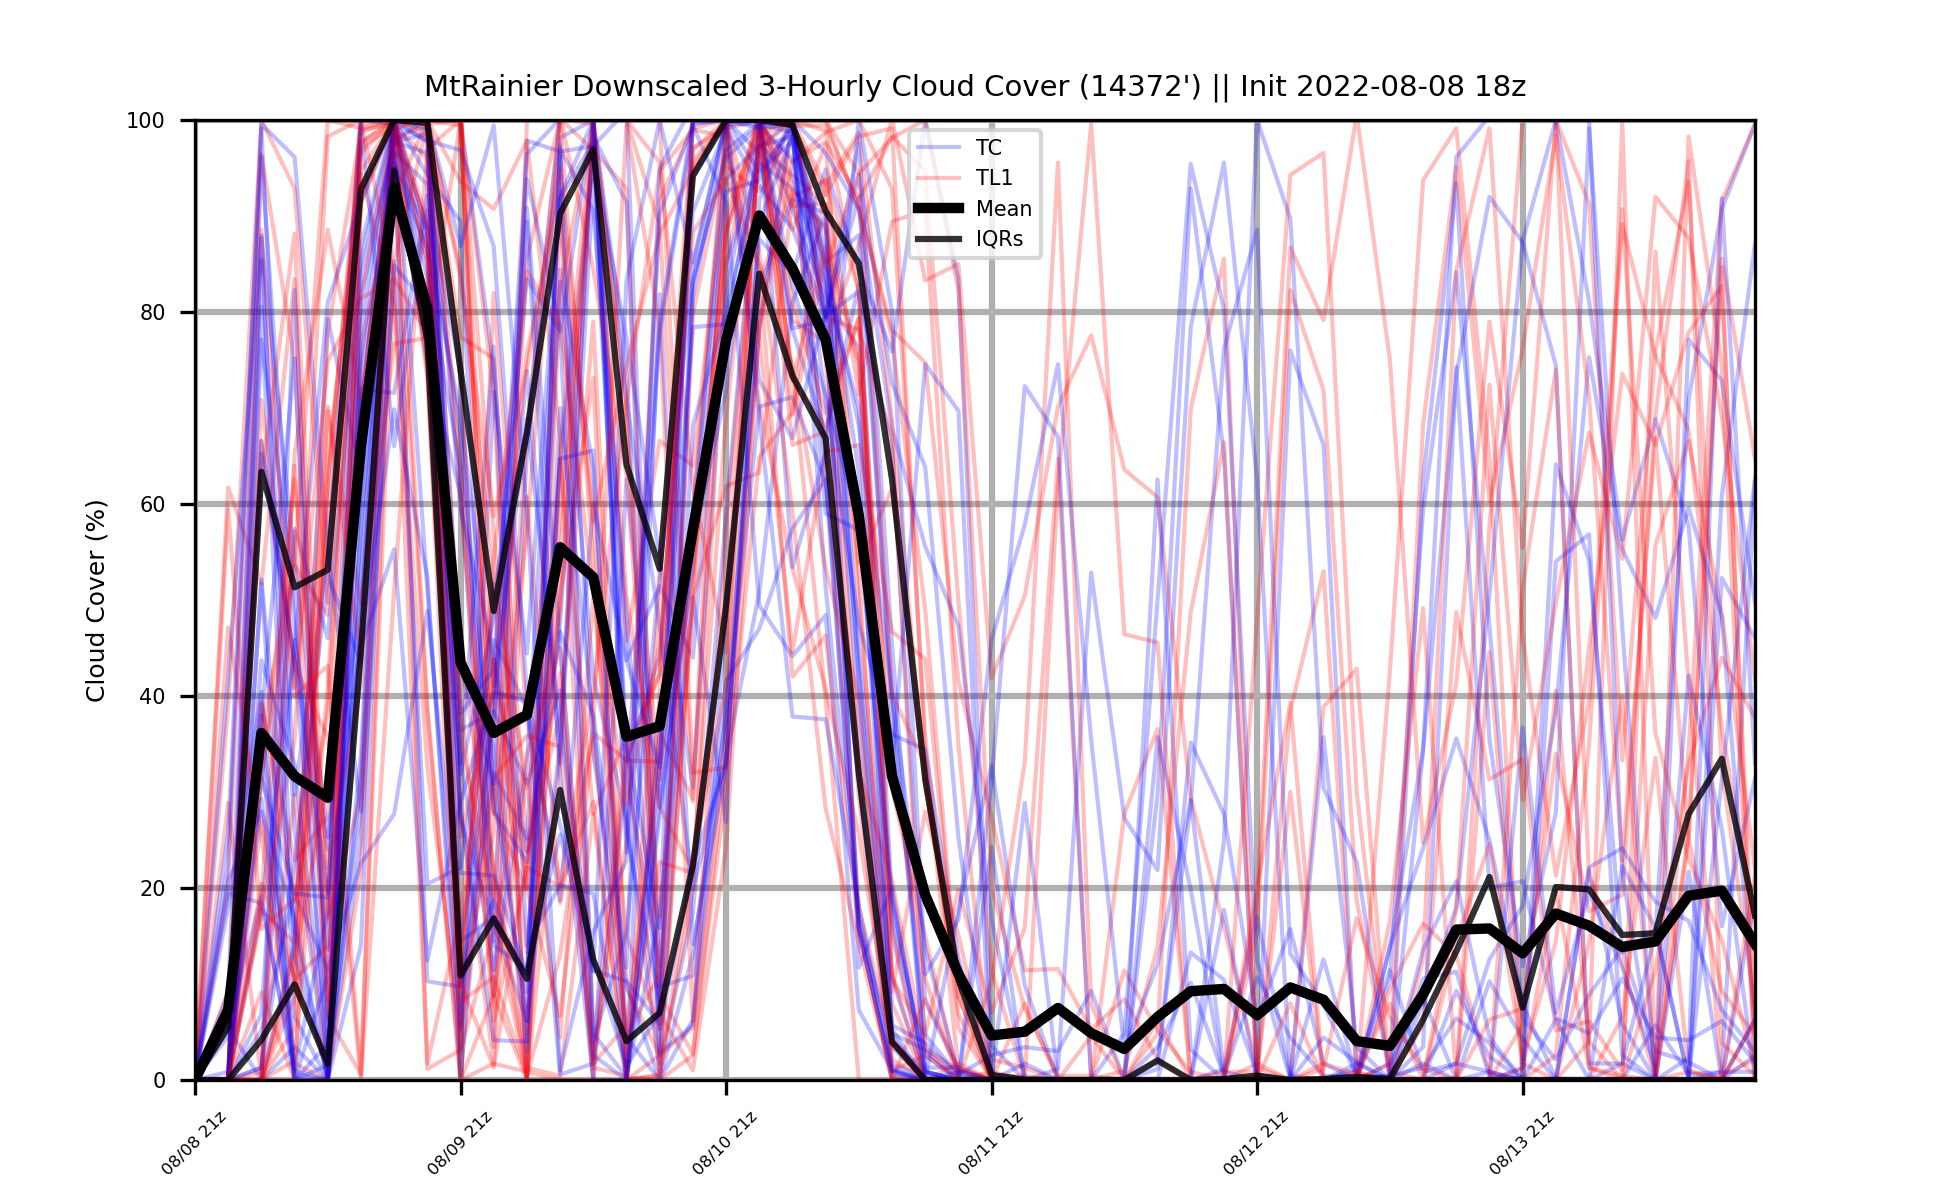 MtRainier Downscaled 3-Hourly Cloud Cover (14372') || Init 2022-08-08 18z
Cloud Cover (%)
100
80
60
40
20
0
TC
TL1
Mean
IQRs
08/08 21z
08/09 21z
08/10 21z
08/11 21z
08/12 21z
08/13 21z